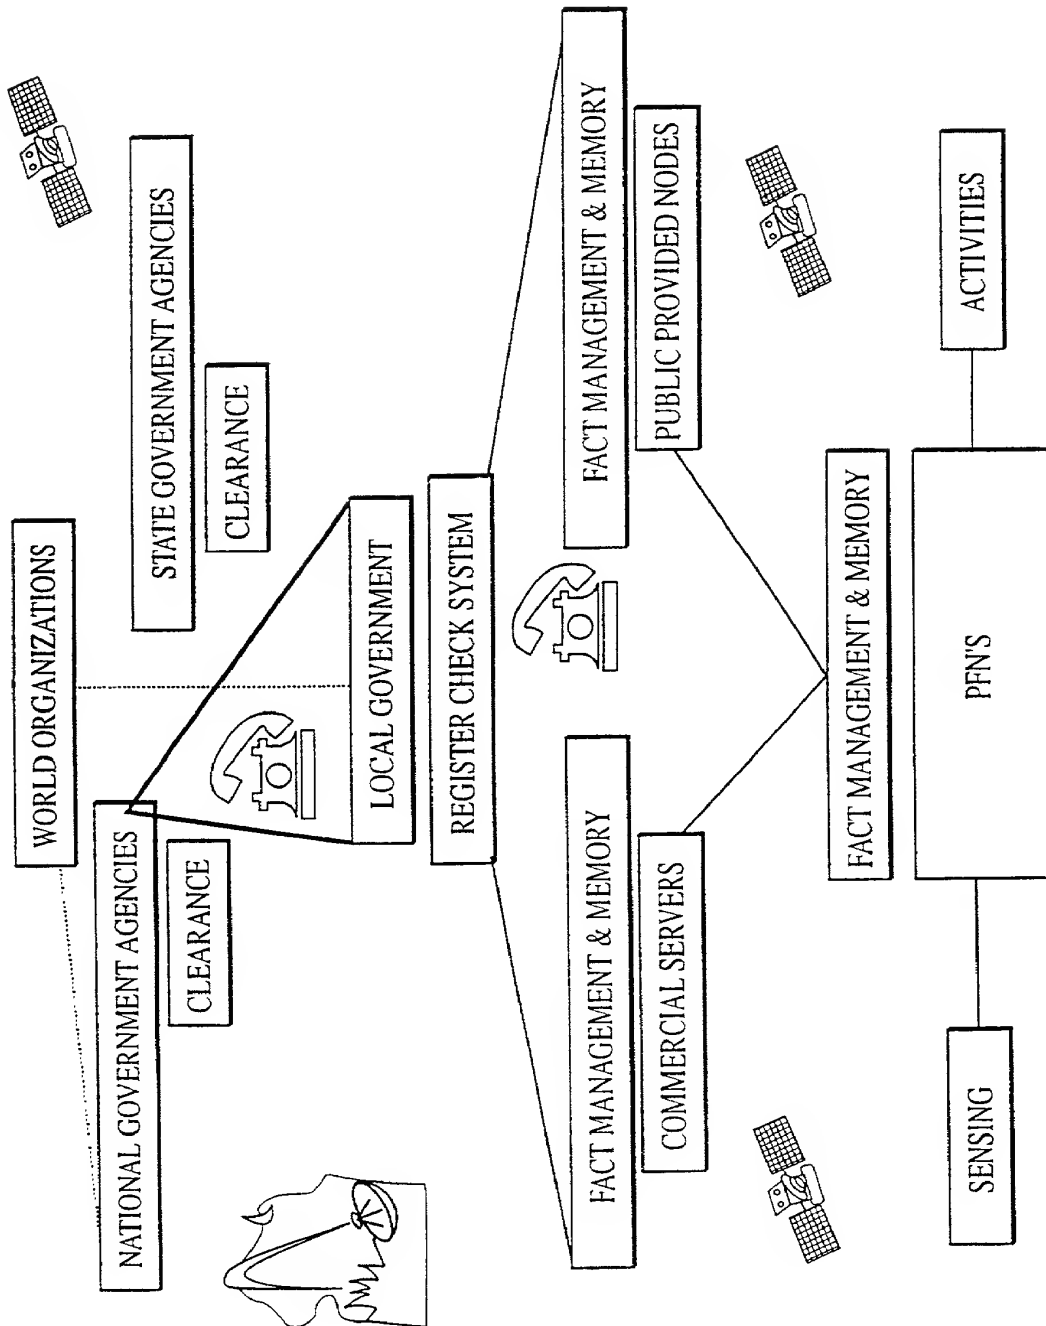 WORLD ORGANIZATIONS
NATIONAL GOVERNMENT AGENCIES
STATE GOVERNMENT AGENCIES
CLEARANCE
CLEARANCE
LOCAL GOVERNMENT
REGISTER CHECK SYSTEM
FACT MANAGEMENT & MEMORY
FACT MANAGEMENT & MEMORY
COMMERCIAL SERVERS
PUBLIC PROVIDED NODES
FACT MANAGEMENT & MEMORY
SENSING
PFN'S
ACTIVITIES